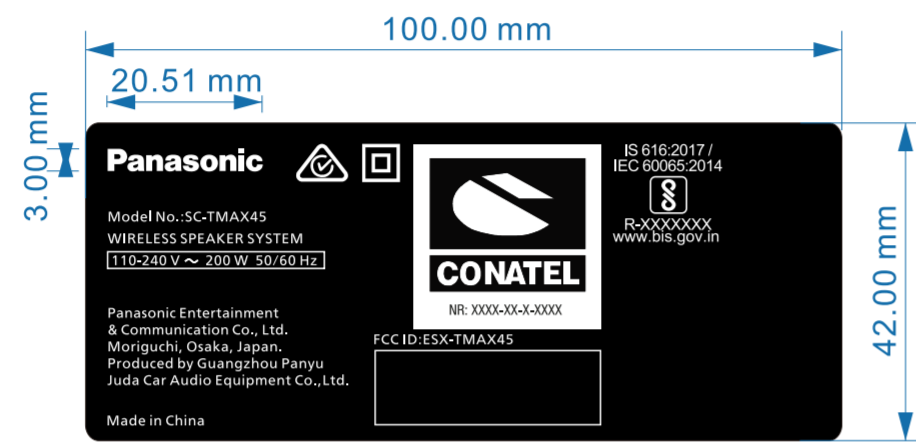 100.00 mm
20.51 mm
3.00 mm
42.00 mm
Panasonic
Model No.:SC-TMAX45
WIRELESS SPEAKER SYSTEM
110-240 V ～ 200 W 50/60 Hz
Panasonic Entertainment
& Communication Co., Ltd.
Moriguchi, Osaka, Japan.
Produced by Guangzhou Panyu
Juda Car Audio Equipment Co.,Ltd.
Made in China
CONATEL
NR: XXXX-XX-X-XXXX
FCC ID:ESX-TMAX45
IS 616:2017 /
IEC 60065:2014
R-XXXXXXX
www.bis.gov.in